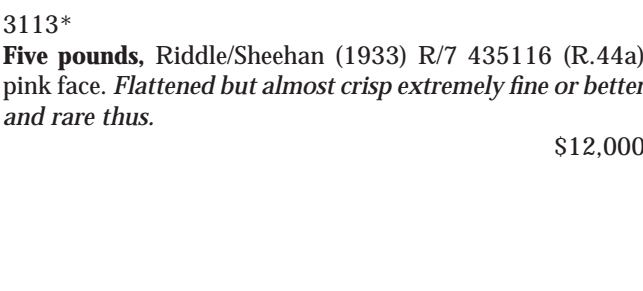 3113*
Five pounds, Riddle/Sheehan (1933) R/7 435116 (R.44a)
pink face. Flattened but almost crisp extremely fine or better
and rare thus.
$12,000